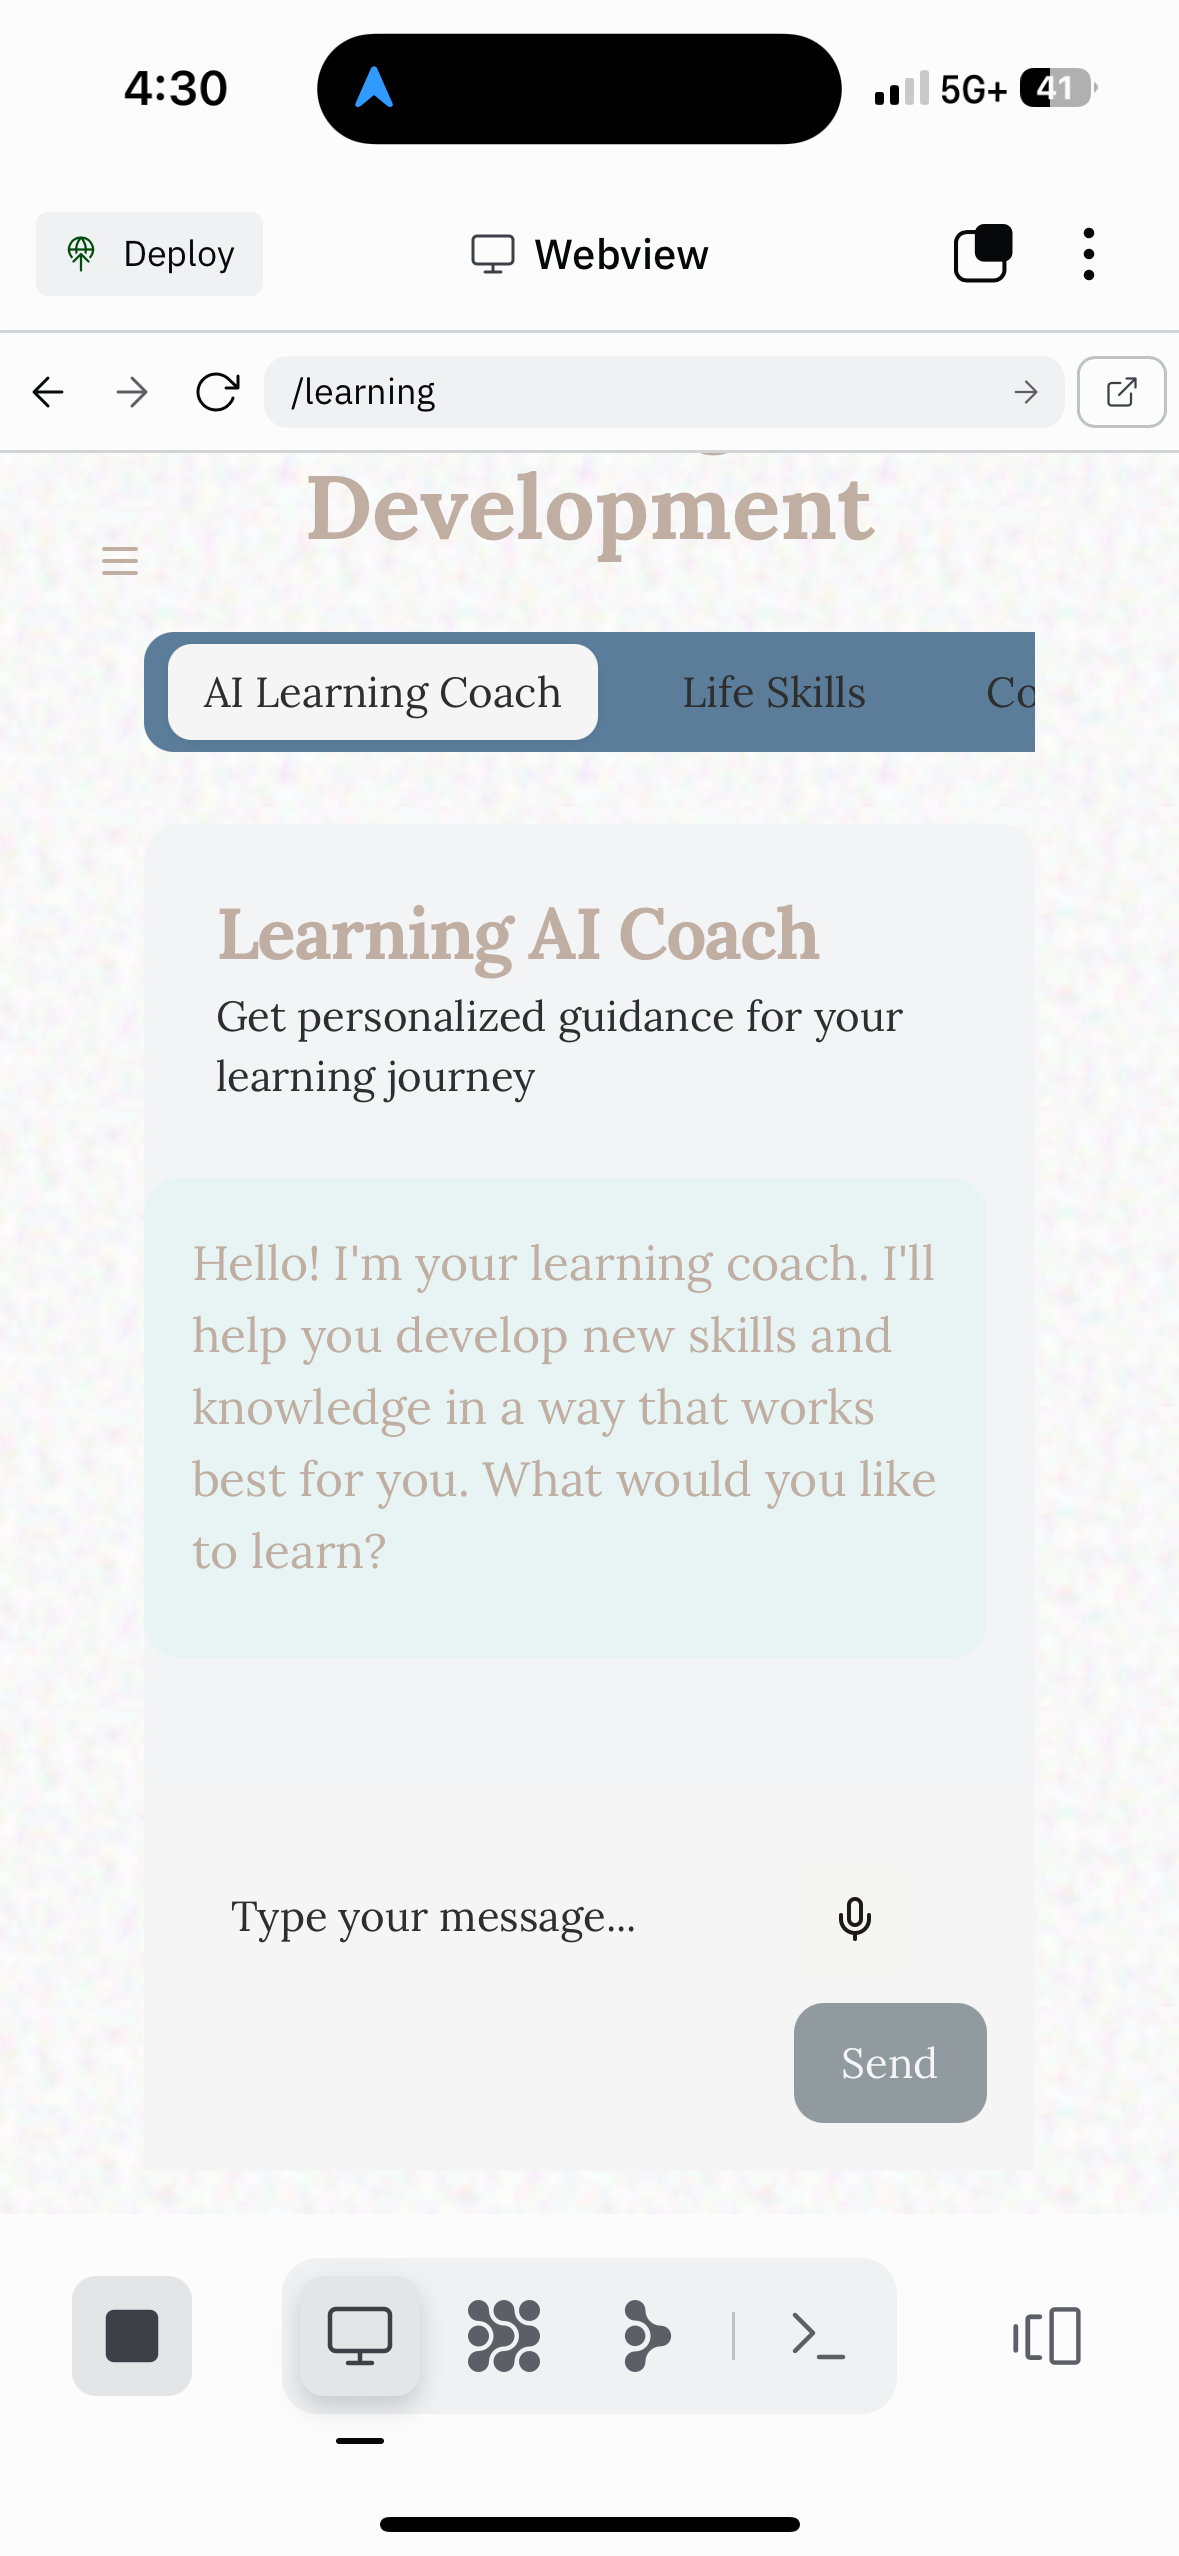 4:30
5G+ 41
Deploy
Webview
/learning
Development
AI Learning Coach
Life Skills
Co
Learning AI Coach
Get personalized guidance for your
learning journey
Hello! I'm your learning coach. I'll
help you develop new skills and
knowledge in a way that works
best for you. What would you like
to learn?
Type your message...
Send